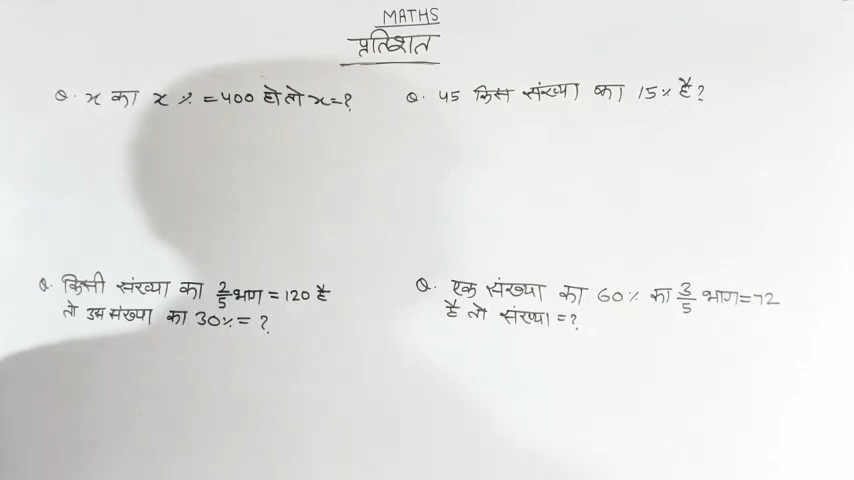 MATHS
प्रतिशत
Q. x का x % = 400 हो तो x = ?
Q. 45 किस संख्या का 15% है?
Q. किसी संख्या का 2/5 भाग = 120 है
तो उस संख्या का 30% = ?
Q. एक संख्या का 60% का 3/5 भाग = 72
है तो संख्या = ?